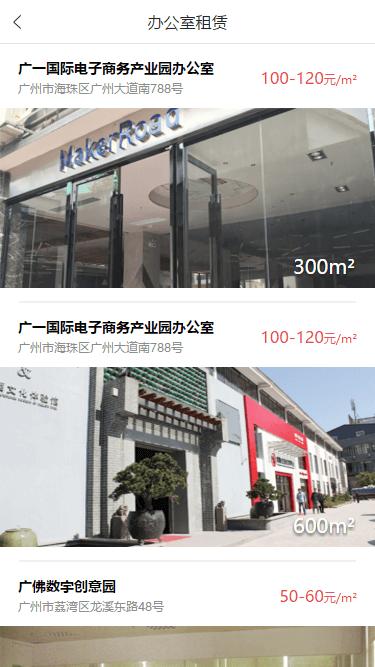 办公室租赁
广一国际电子商务产业园办公室
100-120元/m²
广州市海珠区广州大道南788号
MakerRoad
300m²
广一国际电子商务产业园办公室
100-120元/m²
广州市海珠区广州大道南788号
600m²
广佛数字创意园
50-60元/m²
广州市荔湾区龙溪东路48号